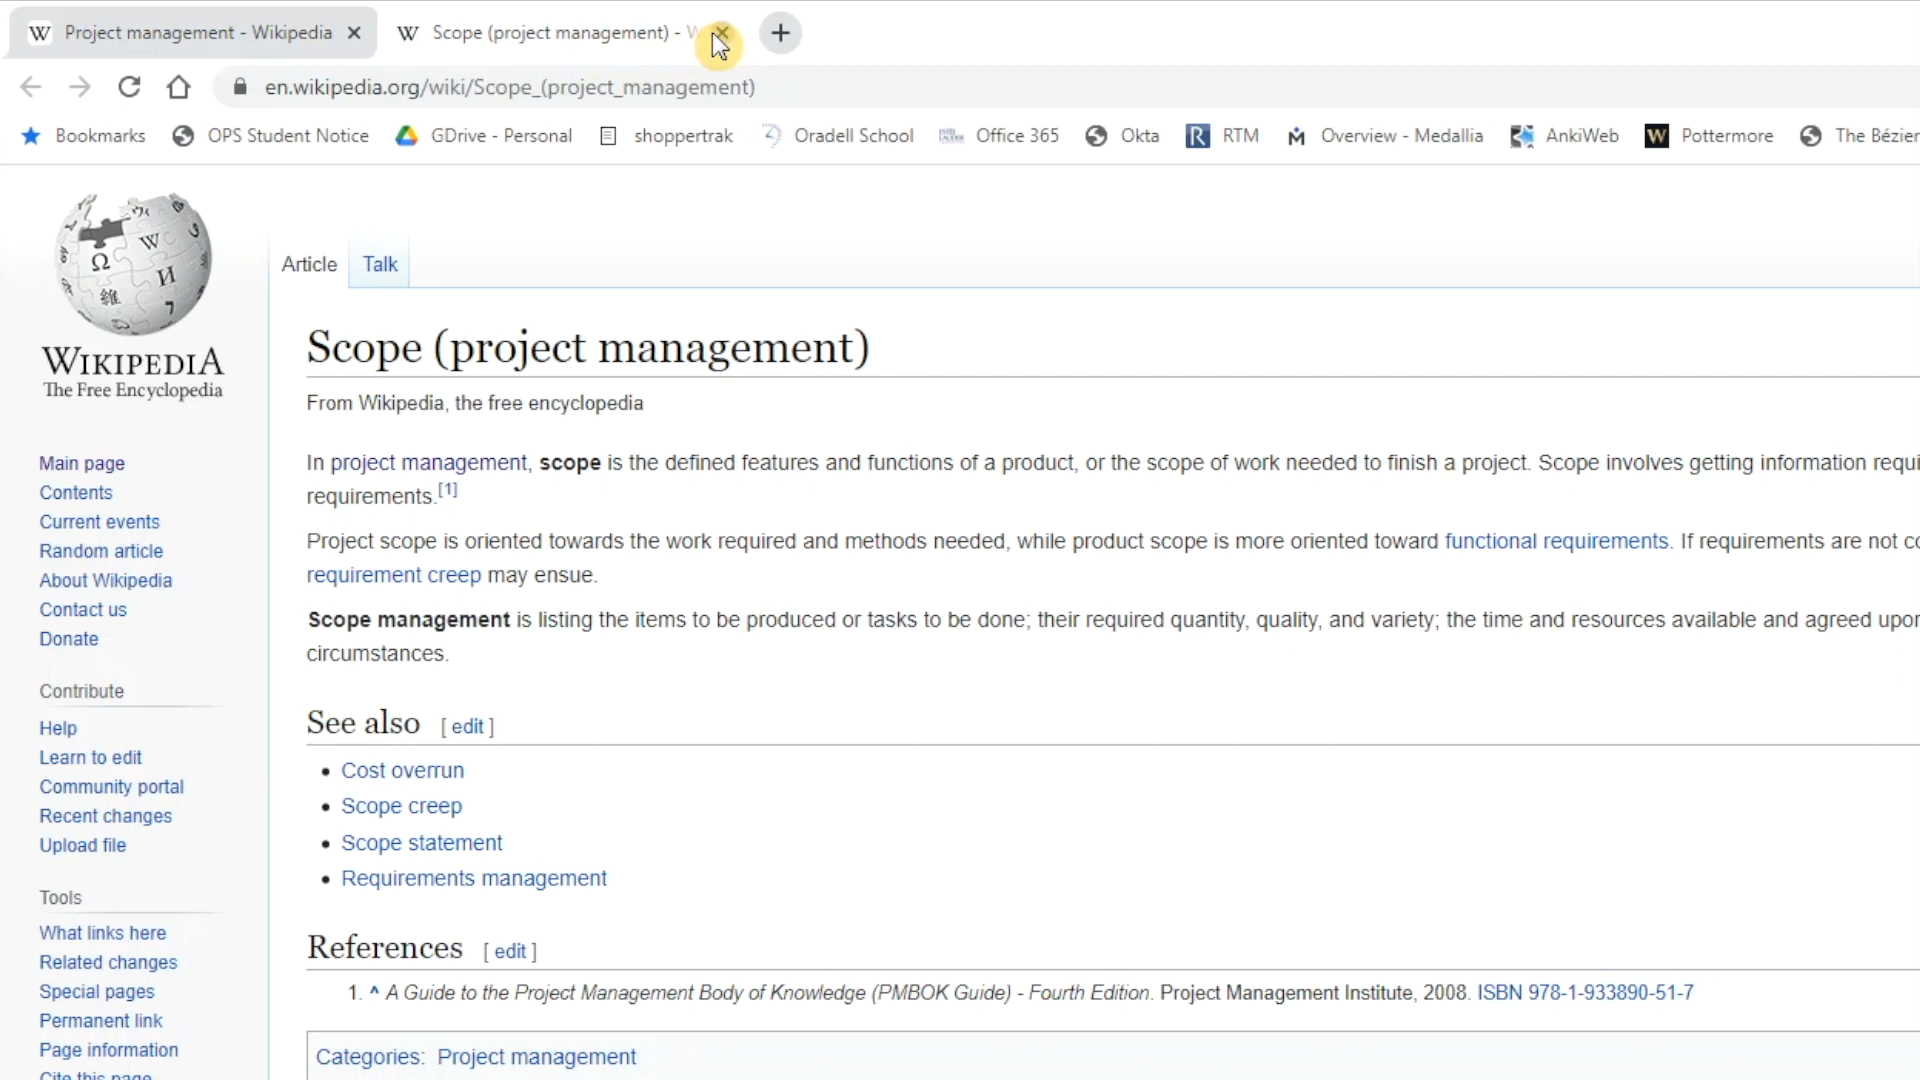 Project management - Wikipedia
Scope (project management) - W
en.wikipedia.org/wiki/Scope_(project_management)
Bookmarks OPS Student Notice GDrive - Personal shoppertrak Oradell School Office 365 Okta RTM Overview - Medallia AnkiWeb Pottermore The Bézier
WIKIPEDIA
The Free Encyclopedia
Main page
Contents
Current events
Random article
About Wikipedia
Contact us
Donate
Contribute
Help
Learn to edit
Community portal
Recent changes
Upload file
Tools
What links here
Related changes
Special pages
Permanent link
Page information
Cite this page
Article Talk
Scope (project management)
From Wikipedia, the free encyclopedia
In project management, scope is the defined features and functions of a product, or the scope of work needed to finish a project. Scope involves getting information requi
requirements.[1]
Project scope is oriented towards the work required and methods needed, while product scope is more oriented toward functional requirements. If requirements are not co
requirement creep may ensue.
Scope management is listing the items to be produced or tasks to be done; their required quantity, quality, and variety; the time and resources available and agreed upon
circumstances.
See also [ edit ]
• Cost overrun
• Scope creep
• Scope statement
• Requirements management
References [ edit ]
1. ^ A Guide to the Project Management Body of Knowledge (PMBOK Guide) - Fourth Edition. Project Management Institute, 2008. ISBN 978-1-933890-51-7
Categories: Project management